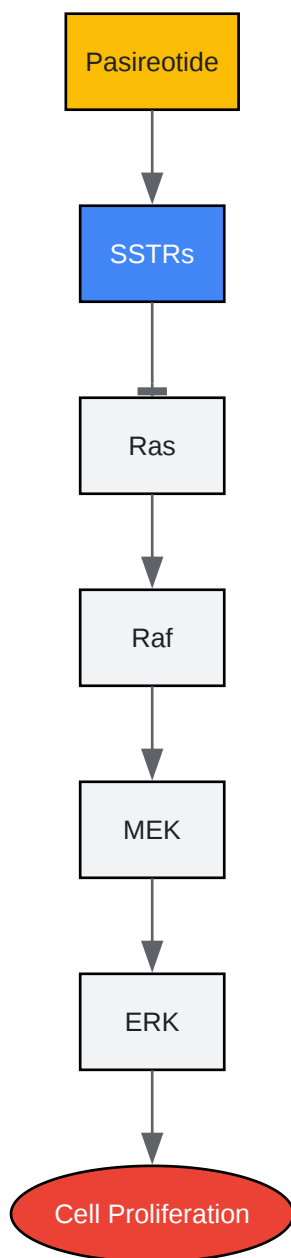 Pasireotide
SSTRs
Ras
Raf
MEK
ERK
Cell Proliferation